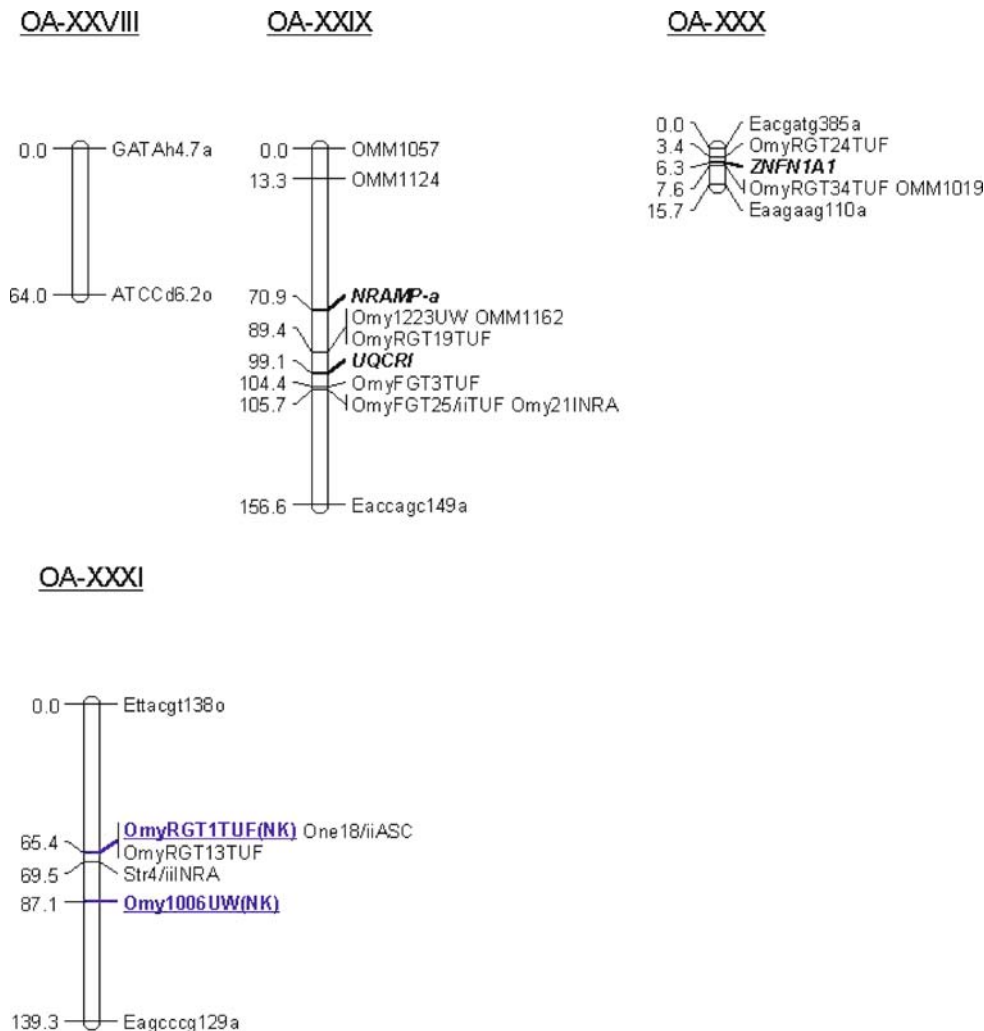 OA-XXVIII
0.0 GATAh4.7a
64.0 ATCCd6.2o
OA-XXIX
0.0 OMM1057
13.3 OMM1124
70.9 NRAMP-a
89.4 Omy1223UW OMM1162
OmyRGT19TUF
99.1 UQCRI
104.4 OmyFGT3TUF
105.7 OmyFGT25/iiTUF Omy21INRA
156.6 Eaccagc149a
OA-XXX
0.0 Eacgatg385a
3.4 OmyRGT24TUF
6.3 ZNFN1A1
7.6 OmyRGT34TUF OMM1019
15.7 Eaagaag110a
OA-XXXI
0.0 Ettacgt138o
65.4 OmyRGT1TUF(NK) One18/iiASC
OmyRGT13TUF
69.5 Str4/iiINRA
87.1 Omy1006UW(NK)
139.3 Eagcccg129a